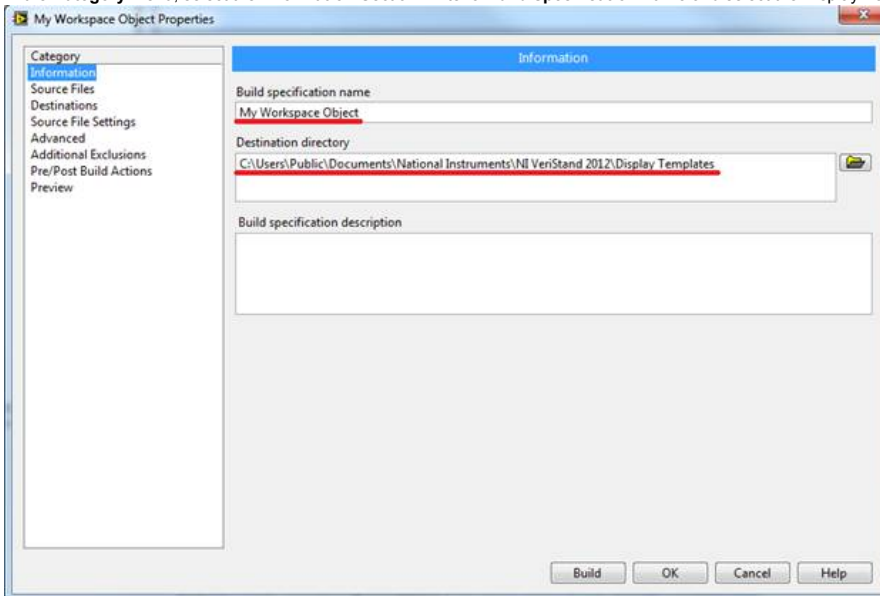 My Workspace Object Properties
Category
Information
Source Files
Destinations
Source File Settings
Advanced
Additional Exclusions
Pre/Post Build Actions
Preview
Information
Build specification name
My Workspace Object
Destination directory
C:\Users\Public\Documents\National Instruments\NI VeriStand 2012\Display Templates
Build specification description
Build
OK
Cancel
Help